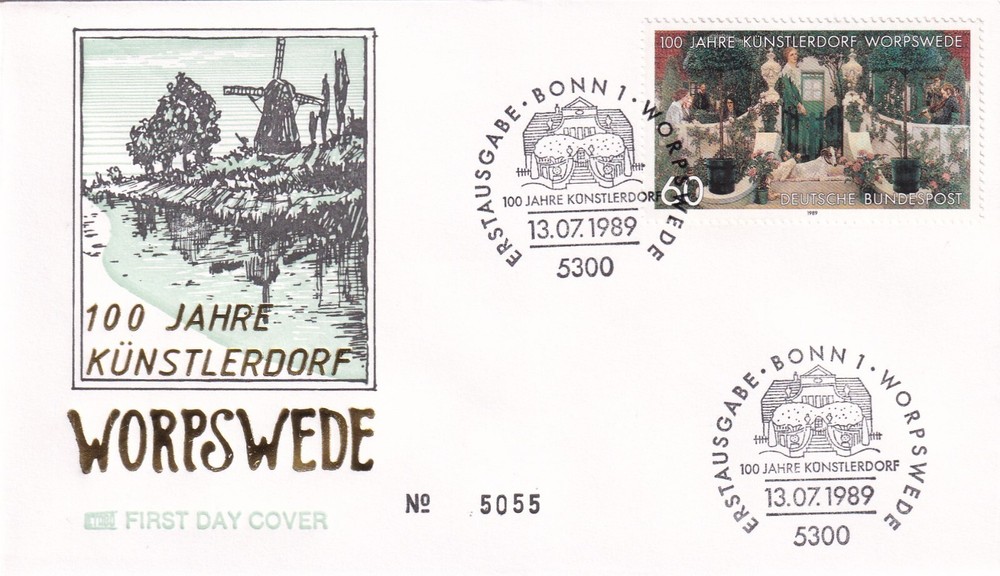 100 JAHRE KÜNSTLERDORF WORPSWEDE
60
DEUTSCHE BUNDESPOST
1989
ERSTAUSGABE · BONN 1 · WORPSWEDE
100 JAHRE KÜNSTLERDORF
13.07.1989
5300
100 JAHRE
KÜNSTLERDORF
WORPSWEDE
FIRST DAY COVER
Nº 5055
ERSTAUSGABE · BONN 1 · WORPSWEDE
100 JAHRE KÜNSTLERDORF
13.07.1989
5300